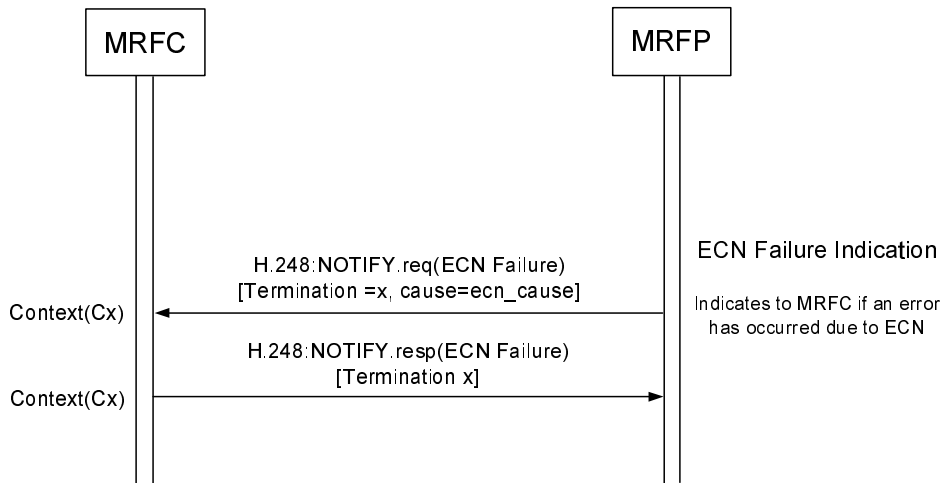 MRFC
MRFP
ECN Failure Indication
H.248:NOTIFY.req(ECN Failure)
[Termination =x, cause=ecn_cause]
Indicates to MRFC if an error
has occurred due to ECN
Context(Cx)
H.248:NOTIFY.resp(ECN Failure)
[Termination x]
Context(Cx)